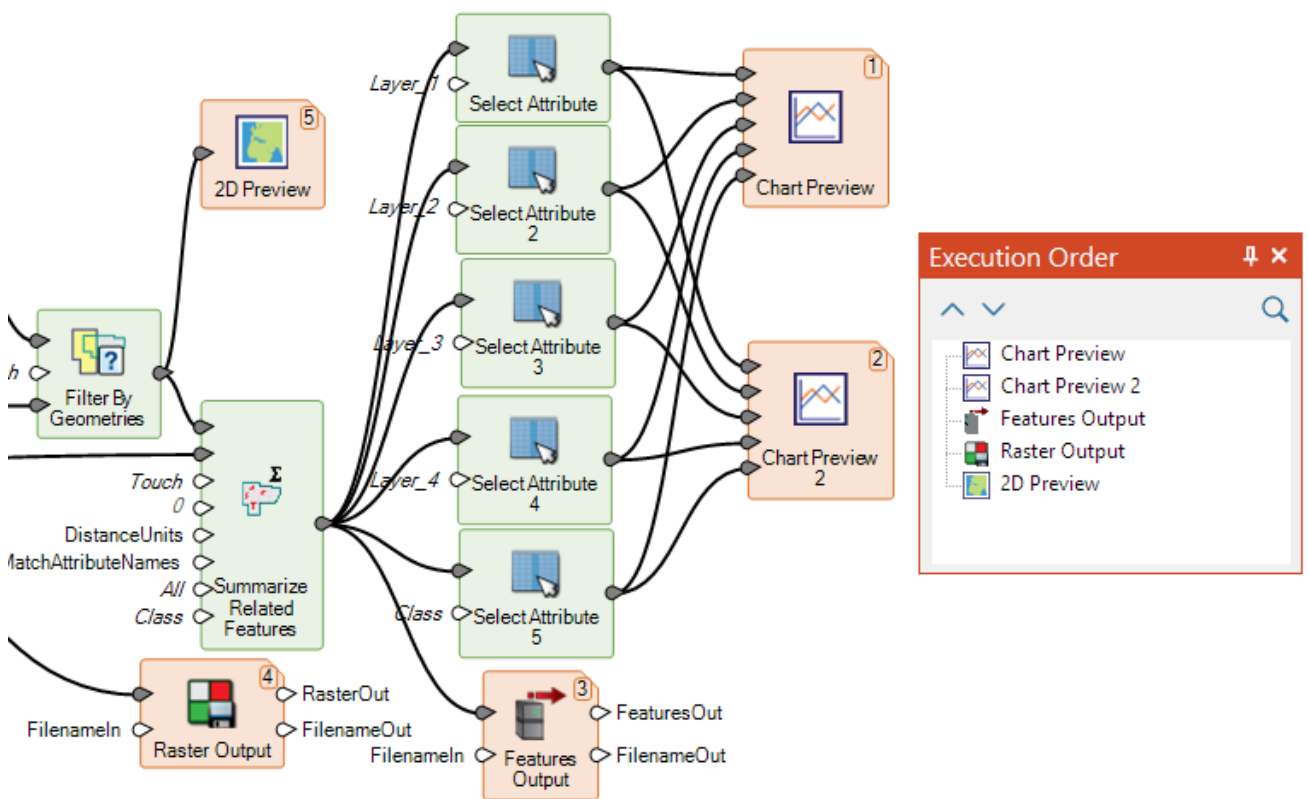 5
2D Preview
h
Filter By
Geometries
Touch
0
DistanceUnits
MatchAttributeNames
All
Class
Σ
Summarize
Related
Features
Layer_1
Select Attribute
Layer_2
Select Attribute
2
Layer_3
Select Attribute
3
Layer_4
Select Attribute
4
Class
Select Attribute
5
1
Chart Preview
2
Chart Preview
2
4
RasterOut
FilenameIn
FilenameOut
Raster Output
3
FeaturesOut
FilenameIn
FilenameOut
Features
Output
Execution Order
Chart Preview
Chart Preview 2
Features Output
Raster Output
2D Preview